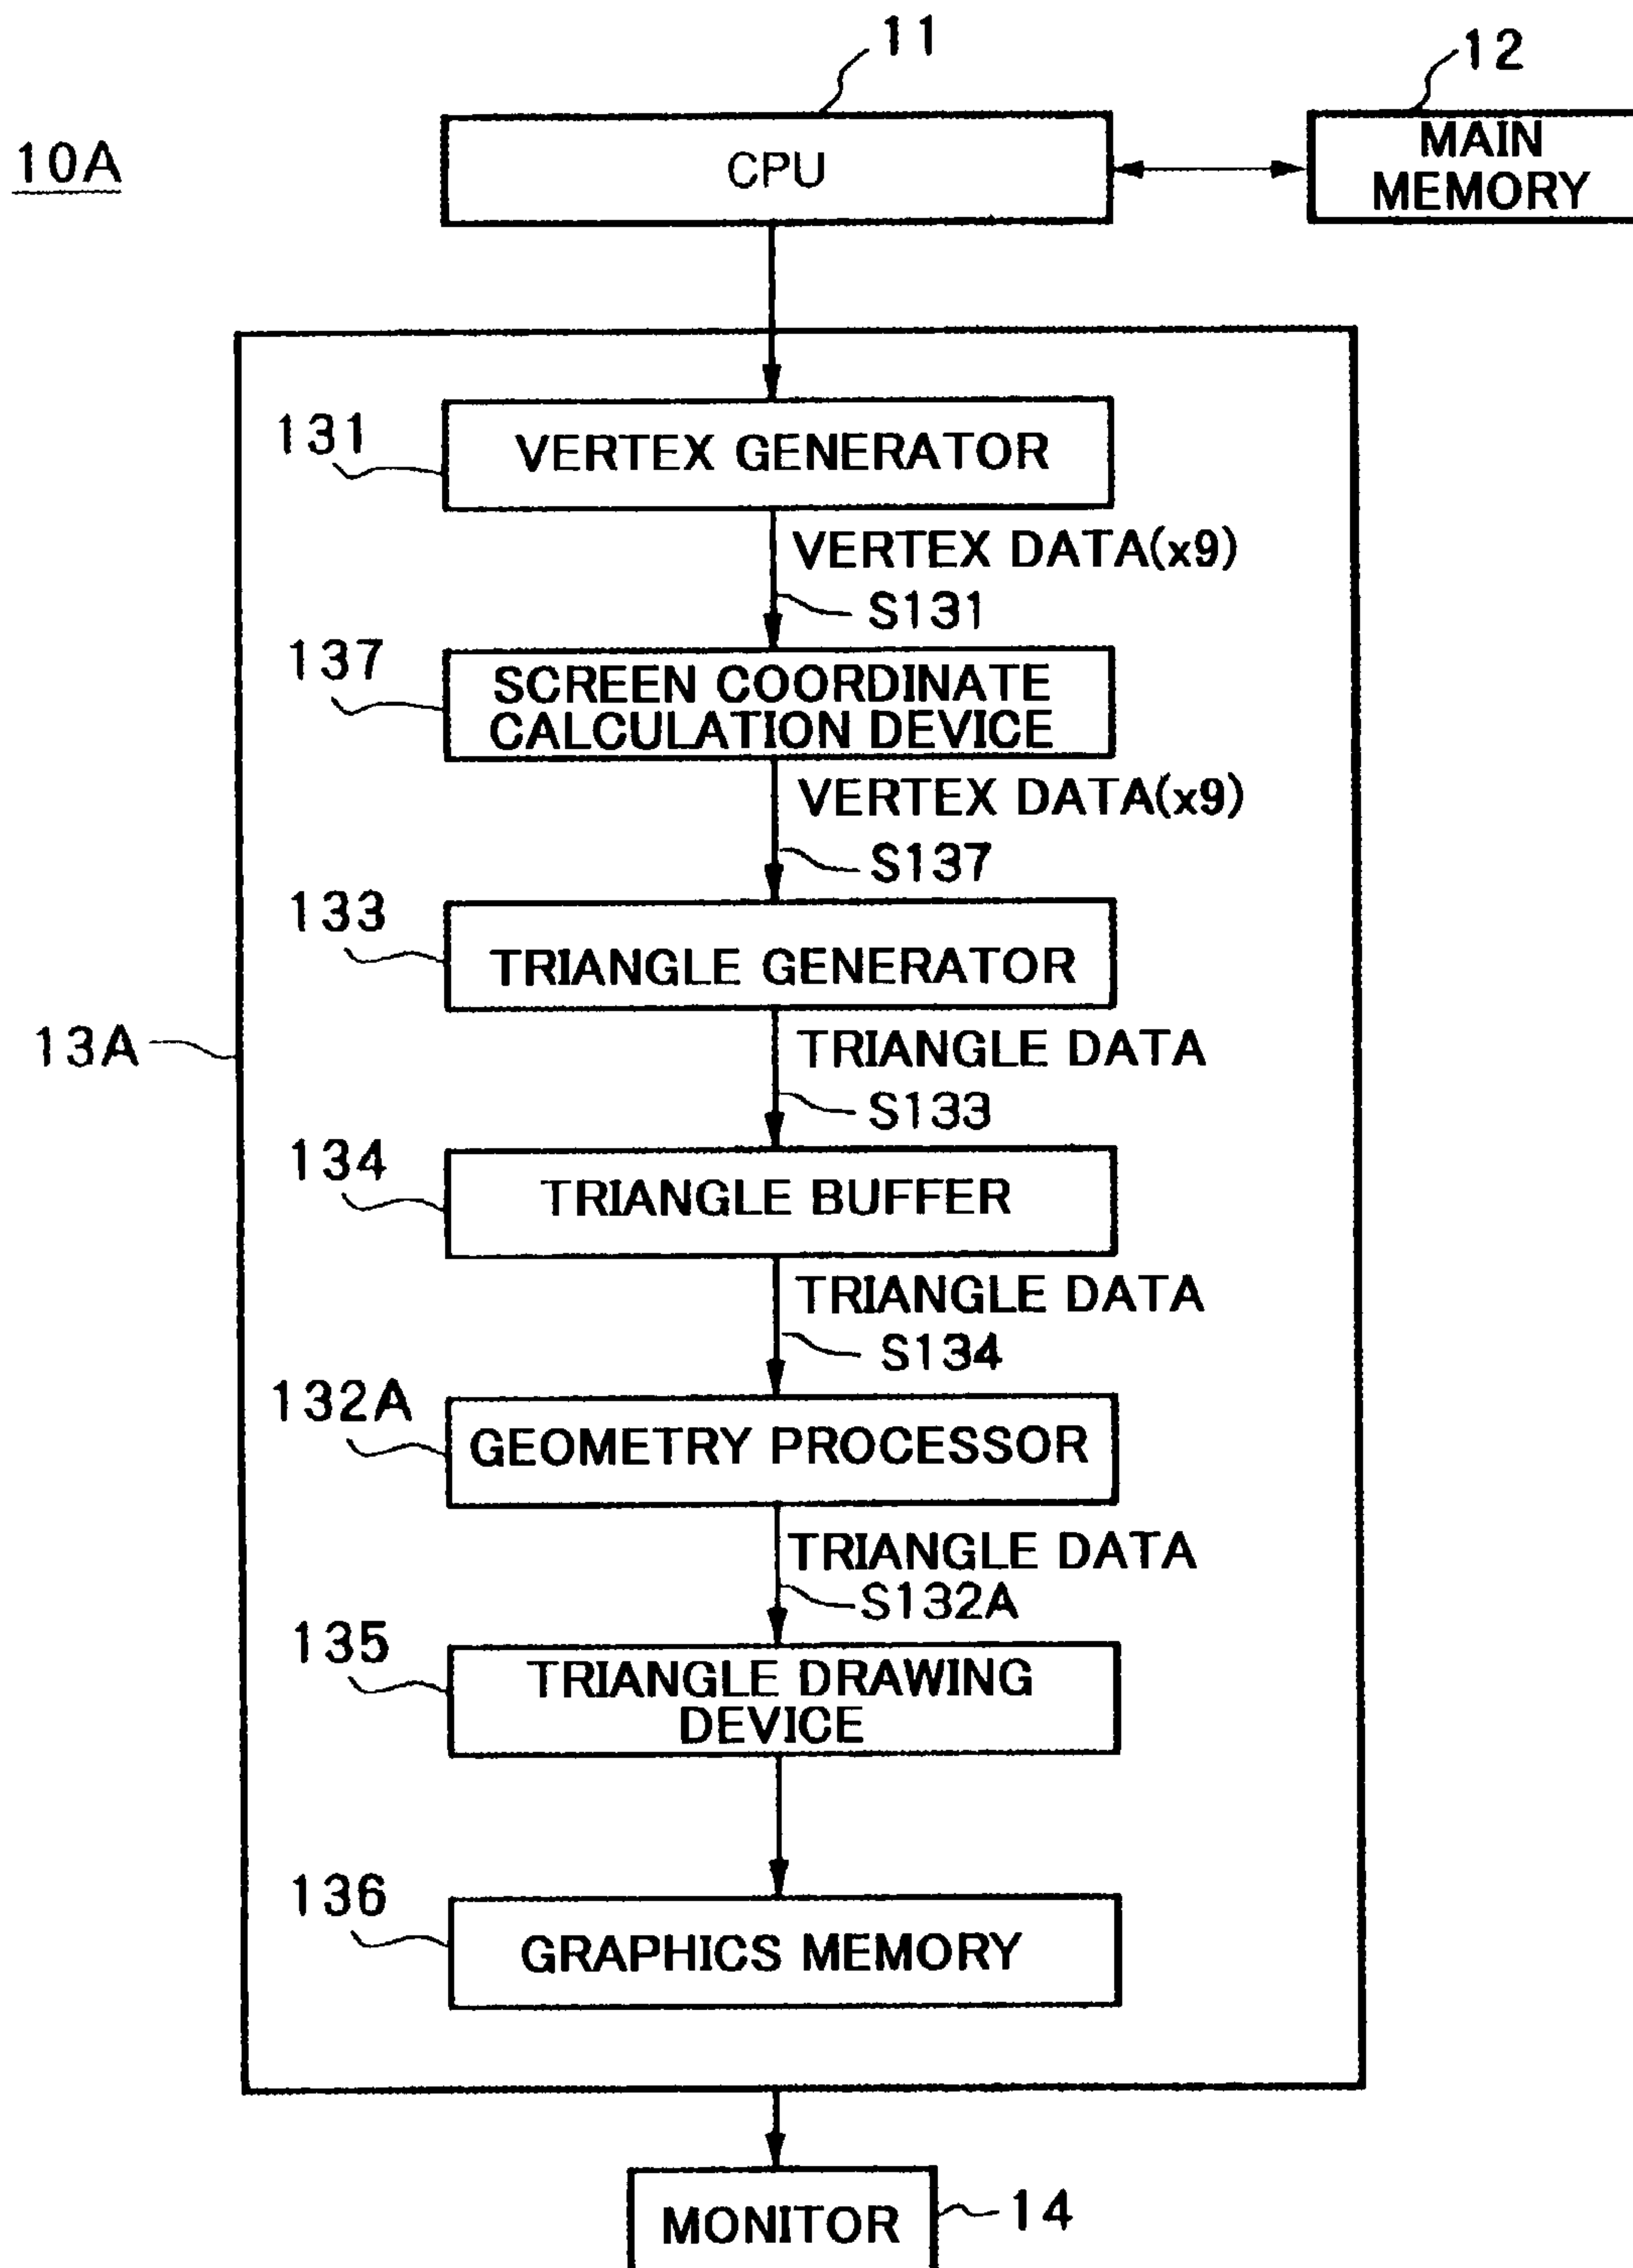 11
12
10A
CPU
MAIN
MEMORY
131
VERTEX GENERATOR
VERTEX DATA(x9)
S131
137
SCREEN COORDINATE
CALCULATION DEVICE
VERTEX DATA(x9)
S137
133
TRIANGLE GENERATOR
13A
TRIANGLE DATA
S133
134
TRIANGLE BUFFER
TRIANGLE DATA
S134
132A
GEOMETRY PROCESSOR
TRIANGLE DATA
S132A
135
TRIANGLE DRAWING
DEVICE
136
GRAPHICS MEMORY
MONITOR
14